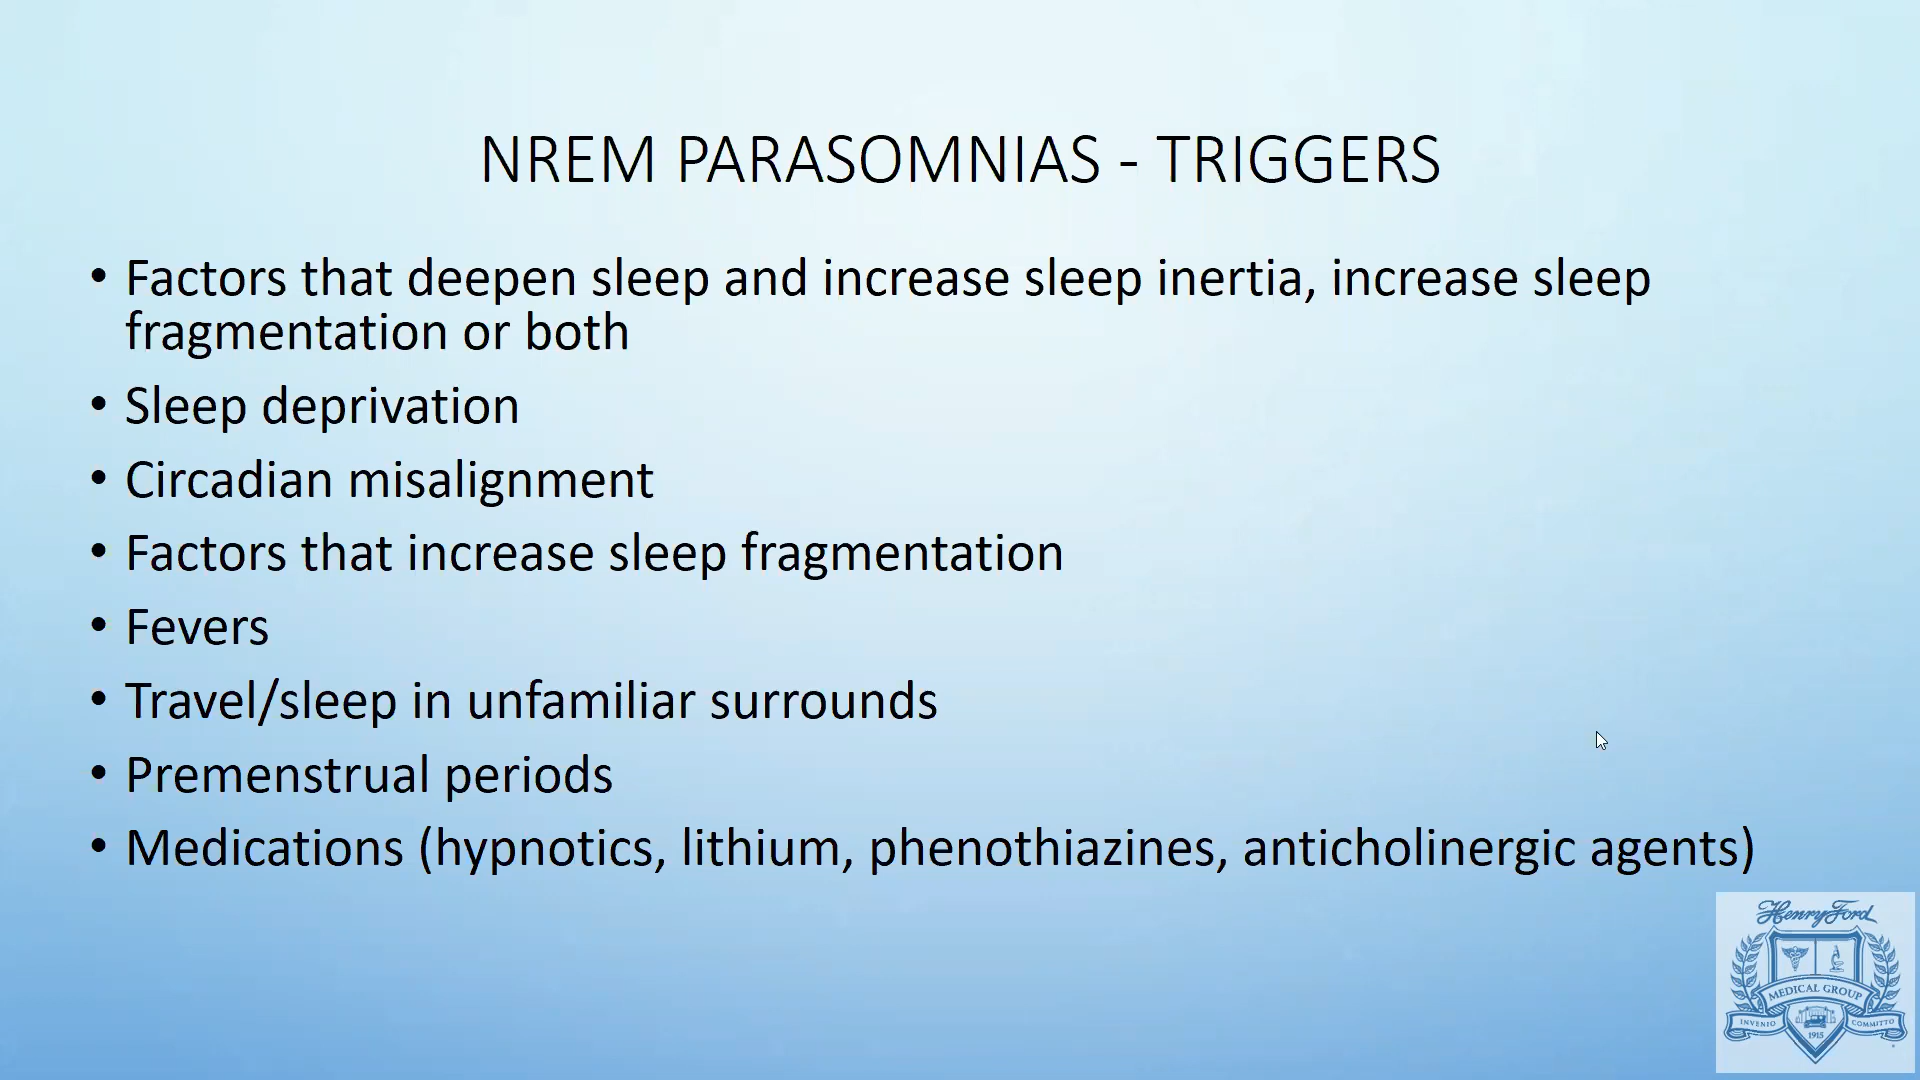 NREM PARASOMNIAS - TRIGGERS
• Factors that deepen sleep and increase sleep inertia, increase sleep
fragmentation or both
• Sleep deprivation
• Circadian misalignment
• Factors that increase sleep fragmentation
• Fevers
• Travel/sleep in unfamiliar surrounds
• Premenstrual periods
• Medications (hypnotics, lithium, phenothiazines, anticholinergic agents)
Henry Ford
MEDICAL GROUP
INVENIO
COMMITTO
1915